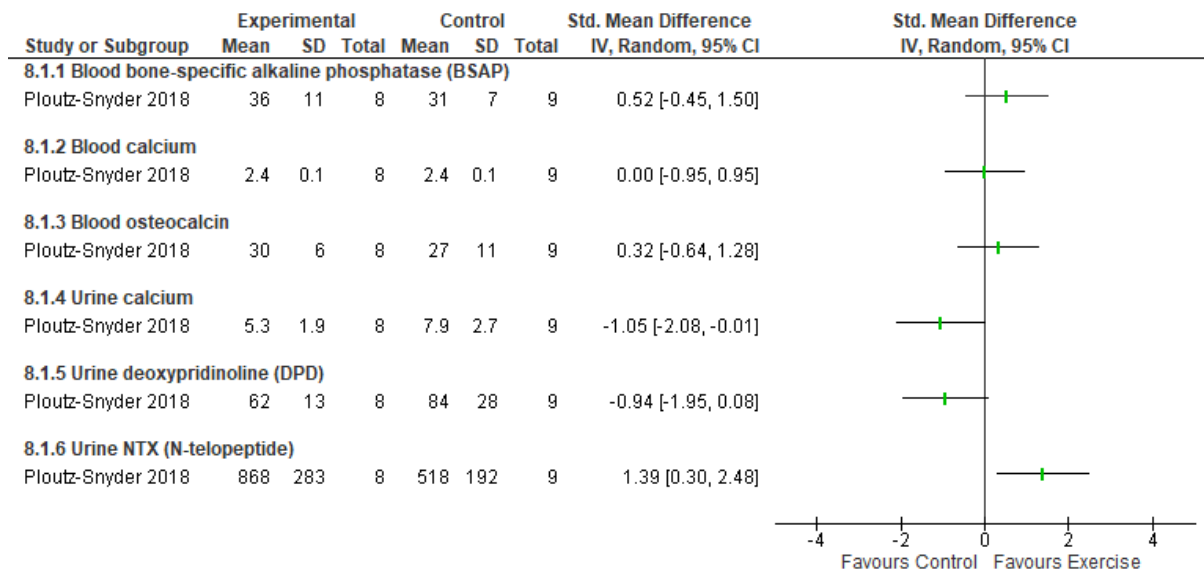 Experimental Control Std. Mean Difference Std. Mean Difference
Study or Subgroup Mean SD Total Mean SD Total IV, Random, 95% CI IV, Random, 95% CI
8.1.1 Blood bone-specific alkaline phosphatase (BSAP)
Ploutz-Snyder 2018 36 11 8 31 7 9 0.52 [-0.45, 1.50]
8.1.2 Blood calcium
Ploutz-Snyder 2018 2.4 0.1 8 2.4 0.1 9 0.00 [-0.95, 0.95]
8.1.3 Blood osteocalcin
Ploutz-Snyder 2018 30 6 8 27 11 9 0.32 [-0.64, 1.28]
8.1.4 Urine calcium
Ploutz-Snyder 2018 5.3 1.9 8 7.9 2.7 9 -1.05 [-2.08, -0.01]
8.1.5 Urine deoxypridinoline (DPD)
Ploutz-Snyder 2018 62 13 8 84 28 9 -0.94 [-1.95, 0.08]
8.1.6 Urine NTX (N-telopeptide)
Ploutz-Snyder 2018 868 283 8 518 192 9 1.39 [0.30, 2.48]
-4 -2 0 2 4
Favours Control Favours Exercise